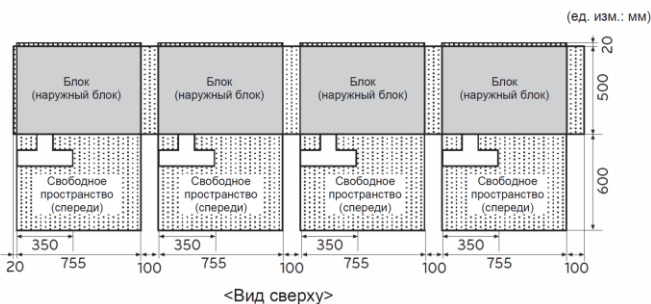 (ед. изм.: мм)
20
Блок
(наружный блок)
Блок
(наружный блок)
Блок
(наружный блок)
Блок
(наружный блок)
500
Свободное
пространство
(спереди)
Свободное
пространство
(спереди)
Свободное
пространство
(спереди)
Свободное
пространство
(спереди)
600
350
350
350
350
20
755
100
755
100
755
100
755
100
<Вид сверху>